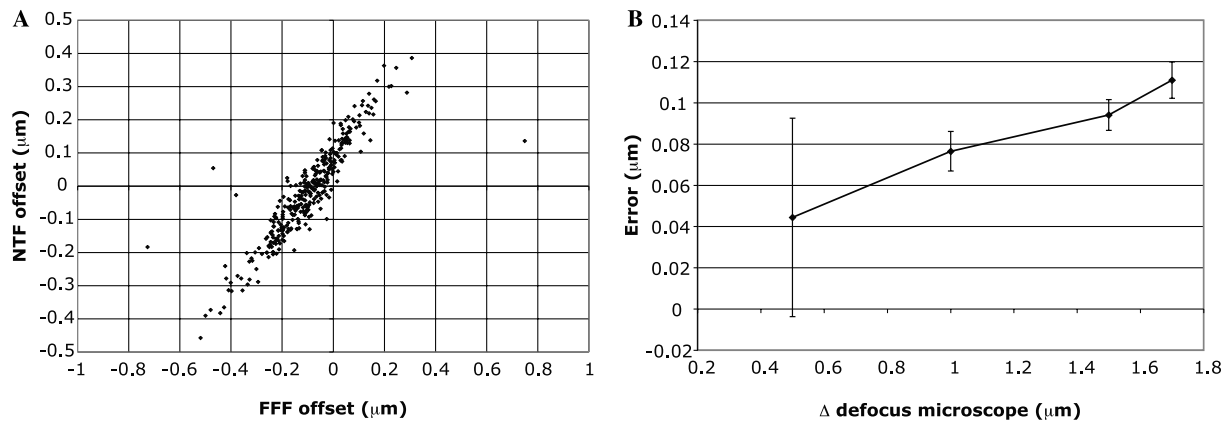 A
0.5
0.4
0.3
0.2
0.1
0
-0.1
-0.2
-0.3
-0.4
-0.5
NTF offset (μm)
-1 -0.8 -0.6 -0.4 -0.2 0 0.2 0.4 0.6 0.8 1
FFF offset (μm)
B
0.14
0.12
0.1
0.08
0.06
0.04
0.02
0
-0.02
Error (μm)
0.2 0.4 0.6 0.8 1 1.2 1.4 1.6 1.8
Δ defocus microscope (μm)